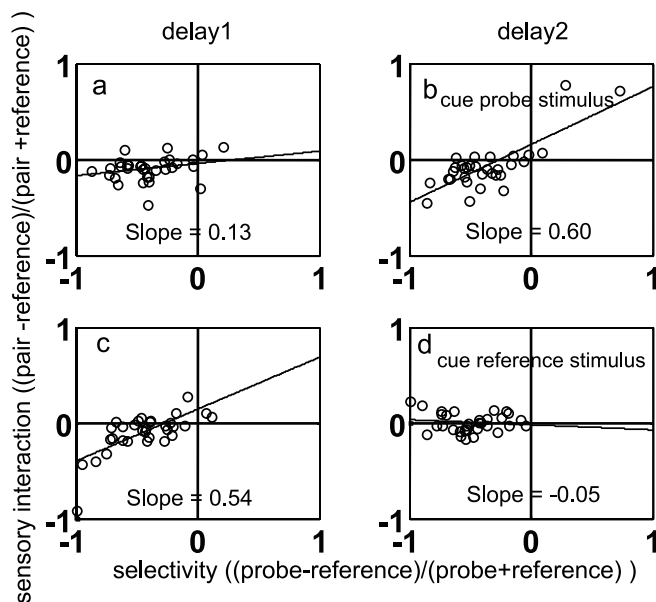 delay1
delay2
sensory interaction ((pair -reference)/(pair +reference) )
1
a
0
Slope = 0.13
-1
-1
0
1
1
b
cue probe stimulus
0
Slope = 0.60
-1
-1
0
1
1
c
0
Slope = 0.54
-1
-1
0
1
1
d
cue reference stimulus
0
Slope = -0.05
-1
-1
0
1
selectivity ((probe-reference)/(probe+reference) )